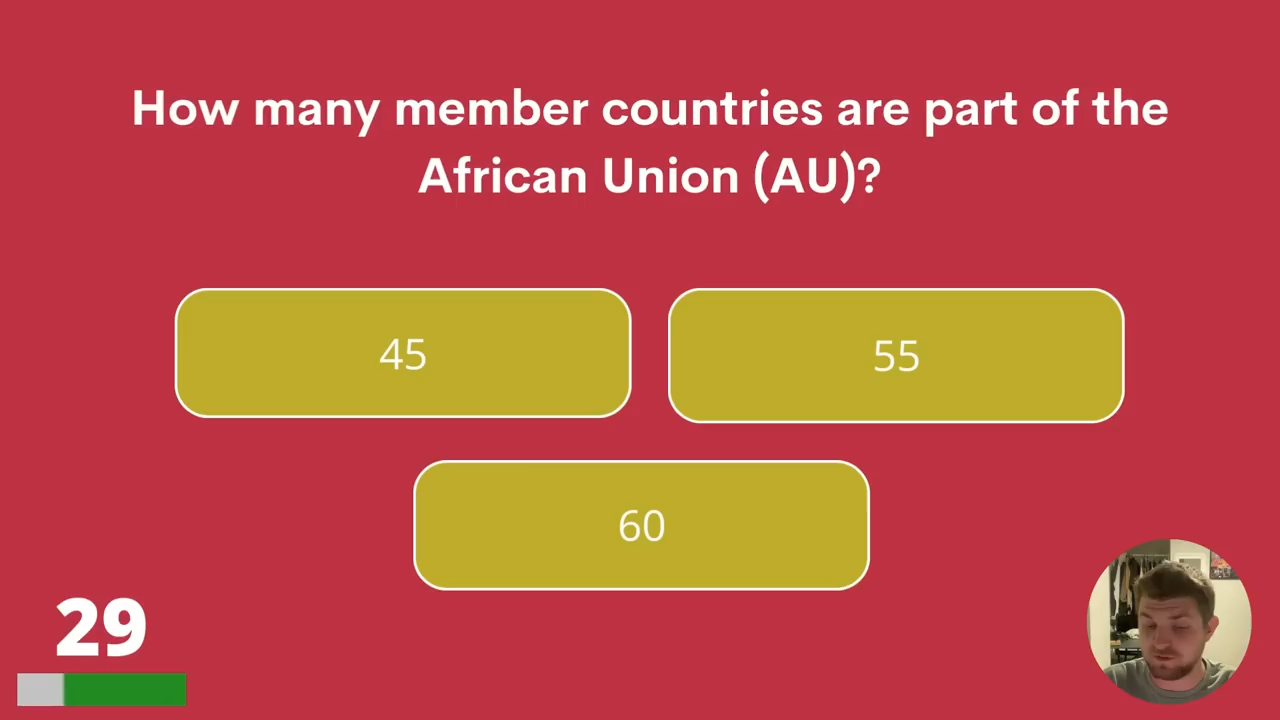 How many member countries are part of the
African Union (AU)?
45
55
60
29